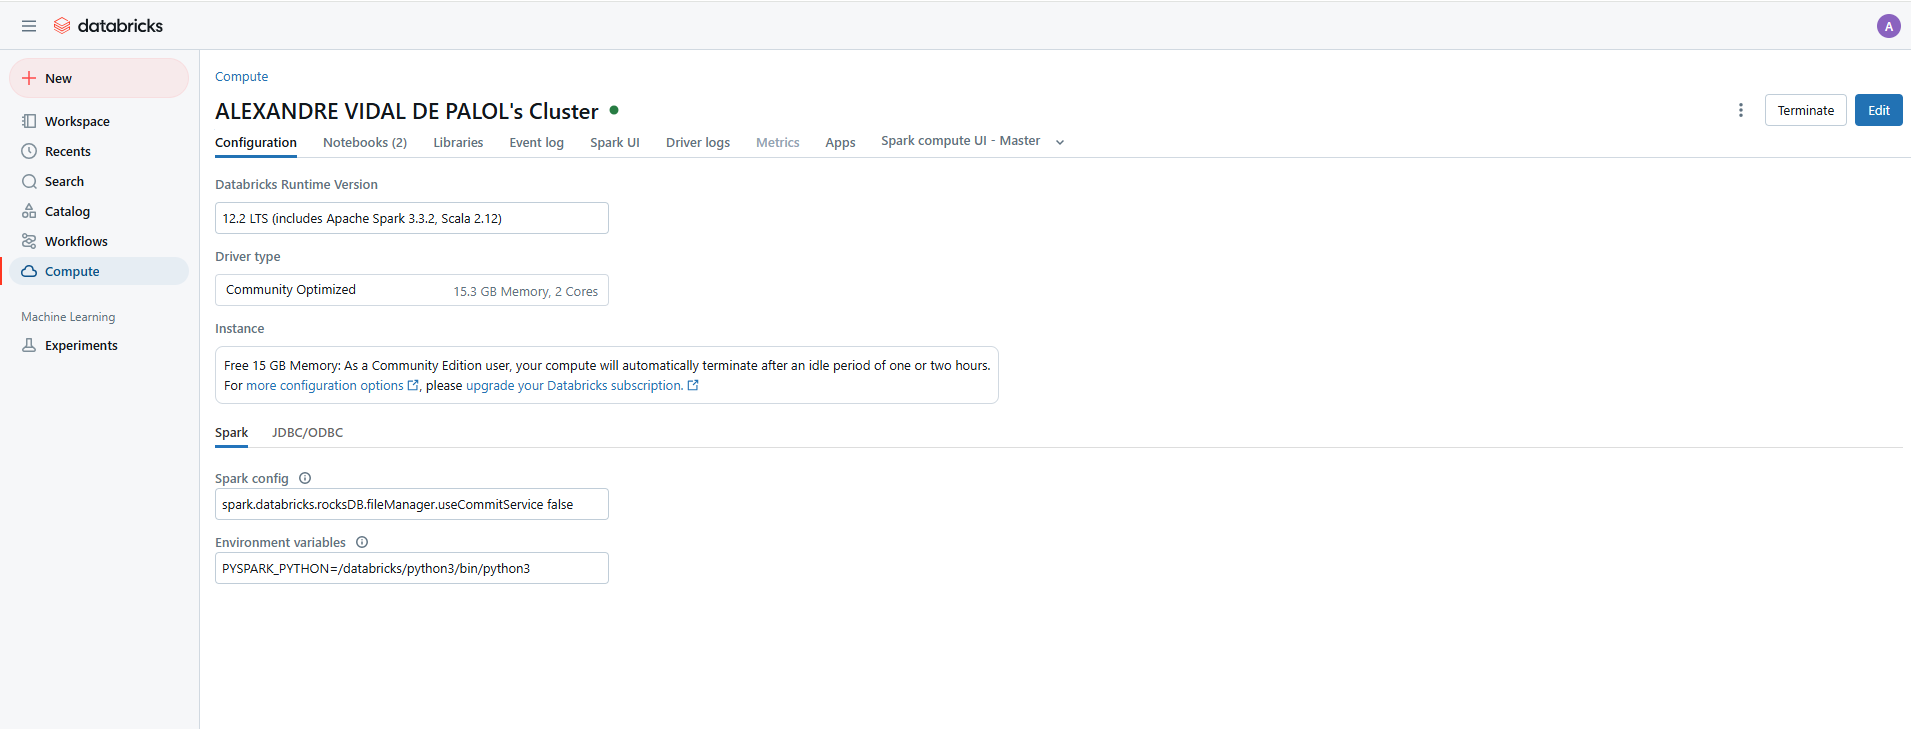 databricks
A
New
Workspace
Recents
Search
Catalog
Workflows
Compute
Machine Learning
Experiments
Compute
ALEXANDRE VIDAL DE PALOL's Cluster
Terminate
Edit
Configuration Notebooks (2) Libraries Event log Spark UI Driver logs Metrics Apps Spark compute UI - Master
Databricks Runtime Version
12.2 LTS (includes Apache Spark 3.3.2, Scala 2.12)
Driver type
Community Optimized 15.3 GB Memory, 2 Cores
Instance
Free 15 GB Memory: As a Community Edition user, your compute will automatically terminate after an idle period of one or two hours.
For more configuration options, please upgrade your Databricks subscription.
Spark JDBC/ODBC
Spark config
spark.databricks.rocksDB.fileManager.useCommitService false
Environment variables
PYSPARK_PYTHON=/databricks/python3/bin/python3